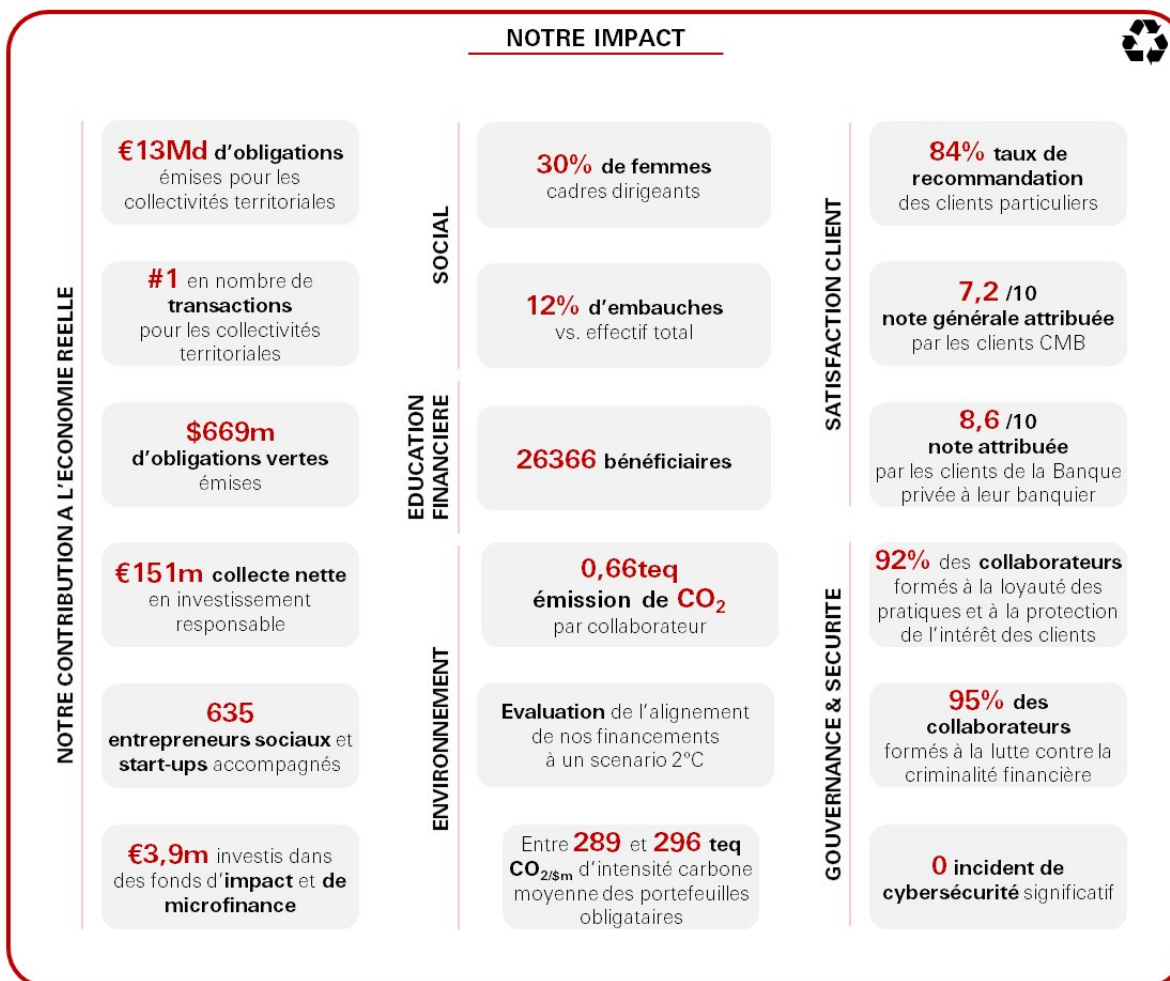 NOTRE IMPACT
NOTRE CONTRIBUTION A L'ECONOMIE REELLE
€13Md d'obligations
émises pour les
collectivités territoriales
#1 en nombre de
transactions
pour les collectivités
territoriales
$669m
d'obligations vertes
émises
€151m collecte nette
en investissement
responsable
635
entrepreneurs sociaux et
start-ups accompagnés
€3,9m investis dans
des fonds d'impact et de
microfinance
SOCIAL
30% de femmes
cadres dirigeants
12% d'embauches
vs. effectif total
EDUCATION
FINANCIERE
26366 bénéficiaires
ENVIRONNEMENT
0,66teq
émission de CO₂
par collaborateur
Evaluation de l'alignement
de nos financements
à un scenario 2°C
Entre 289 et 296 teq
CO₂/$m d'intensité carbone
moyenne des portefeuilles
obligataires
SATISFACTION CLIENT
84% taux de
recommandation
des clients particuliers
7,2 /10
note générale attribuée
par les clients CMB
8,6 /10
note attribuée
par les clients de la Banque
privée à leur banquier
GOUVERNANCE & SECURITE
92% des collaborateurs
formés à la loyauté des
pratiques et à la protection
de l'intérêt des clients
95% des
collaborateurs
formés à la lutte contre la
criminalité financière
0 incident de
cybersécurité significatif